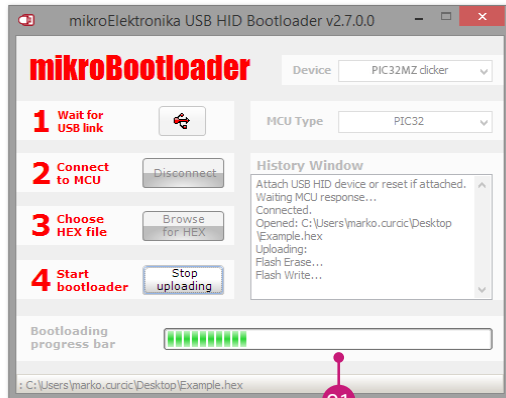 mikroElektronika USB HID Bootloader v2.7.0.0
mikroBootloader
Device
PIC32MZ clicker
1 Wait for
USB link
MCU Type
PIC32
2 Connect
to MCU
Disconnect
3 Choose
HEX file
Browse
for HEX
4 Start
bootloader
Stop
uploading
History Window
Attach USB HID device or reset if attached.
Waiting MCU response...
Connected.
Opened: C:\Users\marko.curcic\Desktop
\Example.hex
Uploading:
Flash Erase...
Flash Write...
Bootloading
progress bar
: C:\Users\marko.curcic\Desktop\Example.hex
01